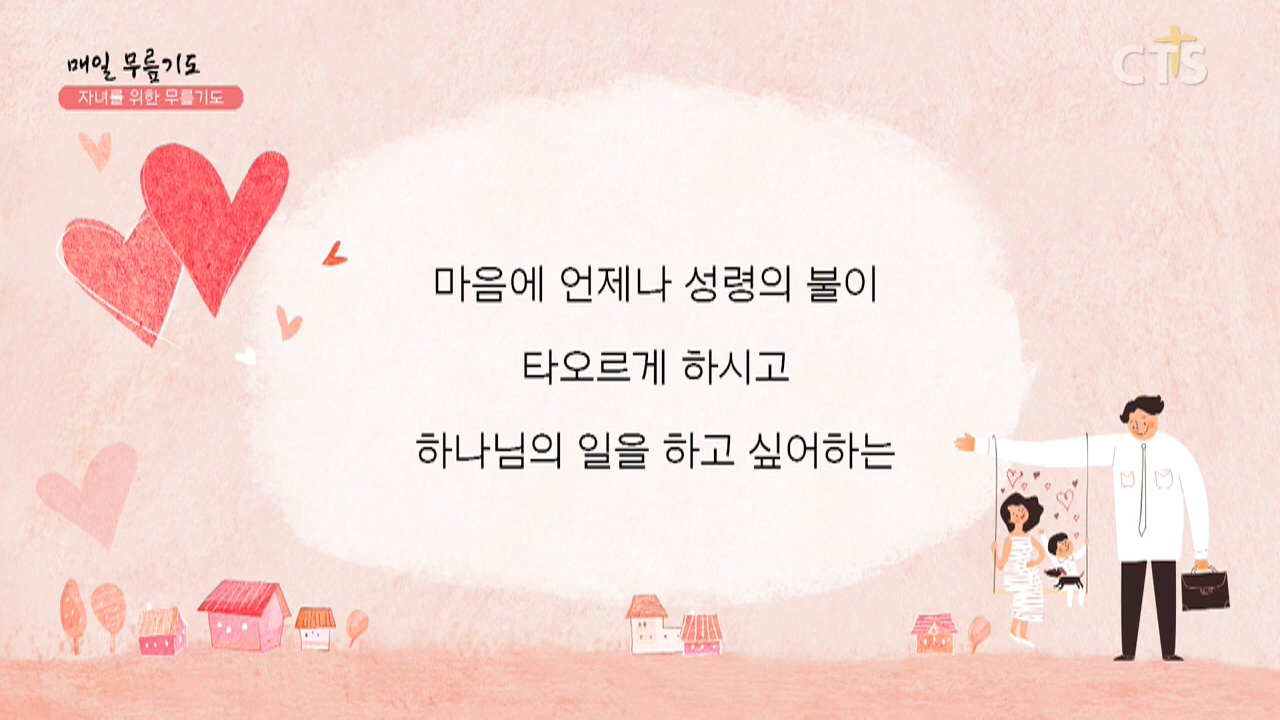 매일 무릎기도
자녀를 위한 무릎기도
CTS
마음에 언제나 성령의 불이
타오르게 하시고
하나님의 일을 하고 싶어하는